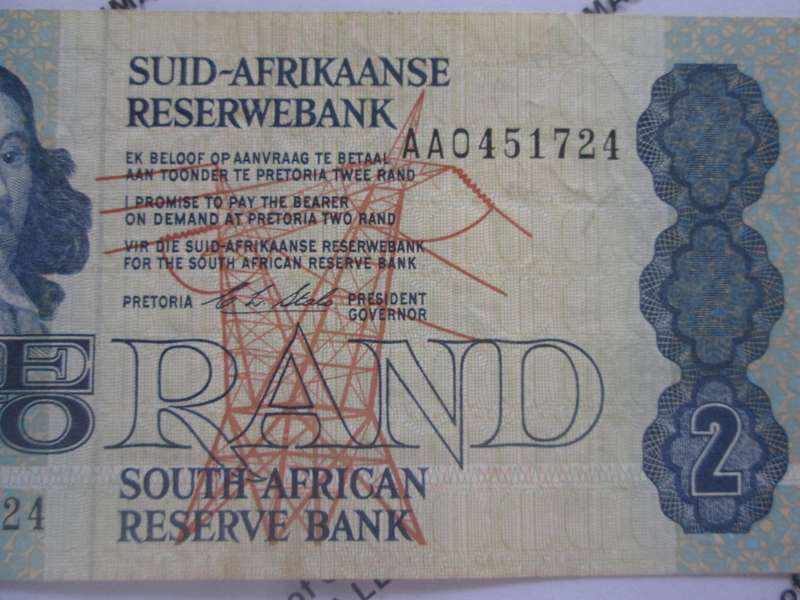 SUID-AFRIKAANSE
RESERWEBANK
AA0451724
EK BELOOF OP AANVRAAG TE BETAAL
AAN TOONDER TE PRETORIA TWEE RAND
I PROMISE TO PAY THE BEARER
ON DEMAND AT PRETORIA TWO RAND
VIR DIE SUID-AFRIKAANSE RESERWEBANK
FOR THE SOUTH AFRICAN RESERVE BANK
PRETORIA
PRESIDENT
GOVERNOR
E
O
RAND
2
24
SOUTH AFRICAN
RESERVE BANK
of
ALL